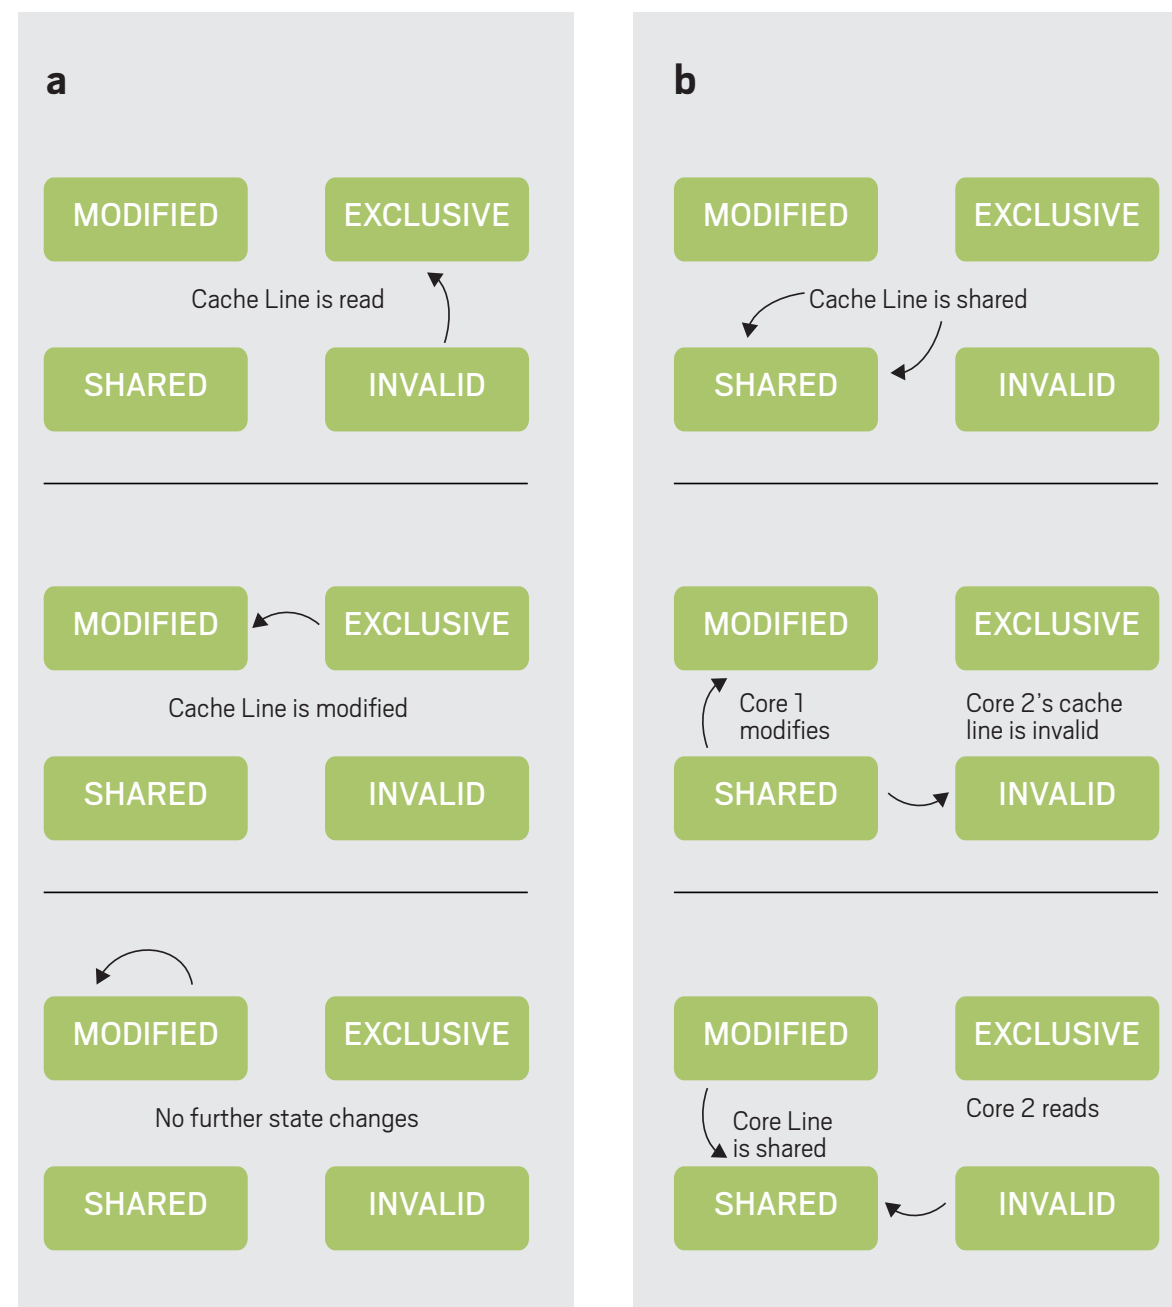 a
MODIFIED
EXCLUSIVE
Cache Line is read
SHARED
INVALID
MODIFIED
EXCLUSIVE
Cache Line is modified
SHARED
INVALID
MODIFIED
EXCLUSIVE
No further state changes
SHARED
INVALID
b
MODIFIED
EXCLUSIVE
Cache Line is shared
SHARED
INVALID
MODIFIED
EXCLUSIVE
Core 1
modifies
Core 2's cache
line is invalid
SHARED
INVALID
MODIFIED
EXCLUSIVE
Core Line
is shared
Core 2 reads
SHARED
INVALID